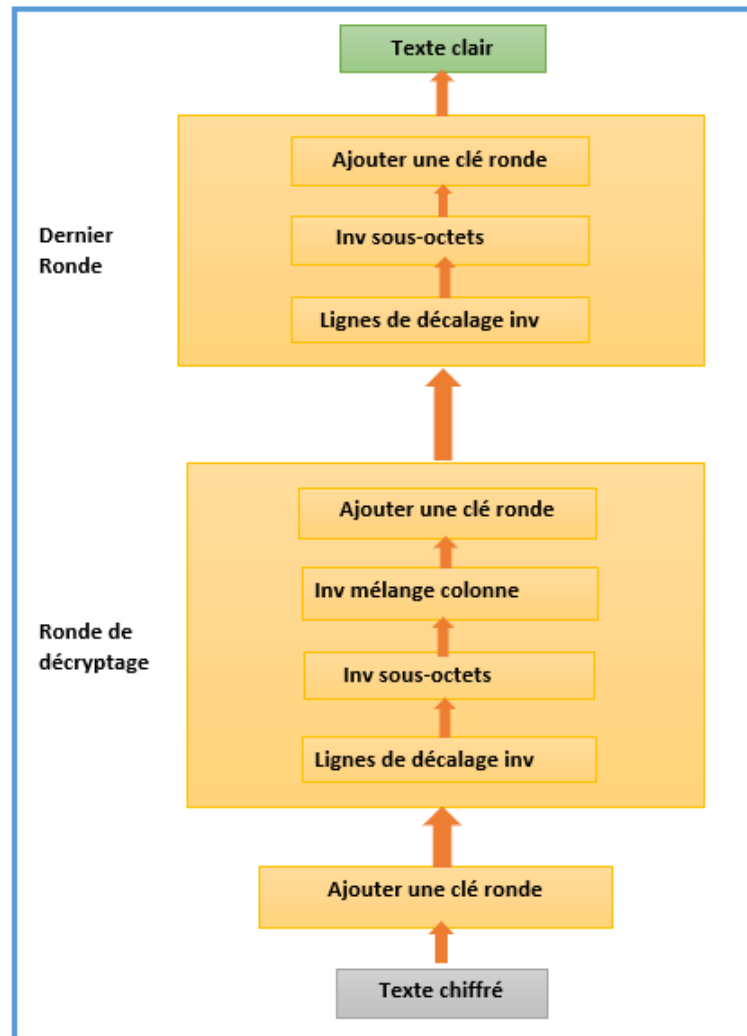 Texte clair
Ajouter une clé ronde
Inv sous-octets
Lignes de décalage inv
Dernier
Ronde
Ajouter une clé ronde
Inv mélange colonne
Inv sous-octets
Lignes de décalage inv
Ronde de
décryptage
Ajouter une clé ronde
Texte chiffré